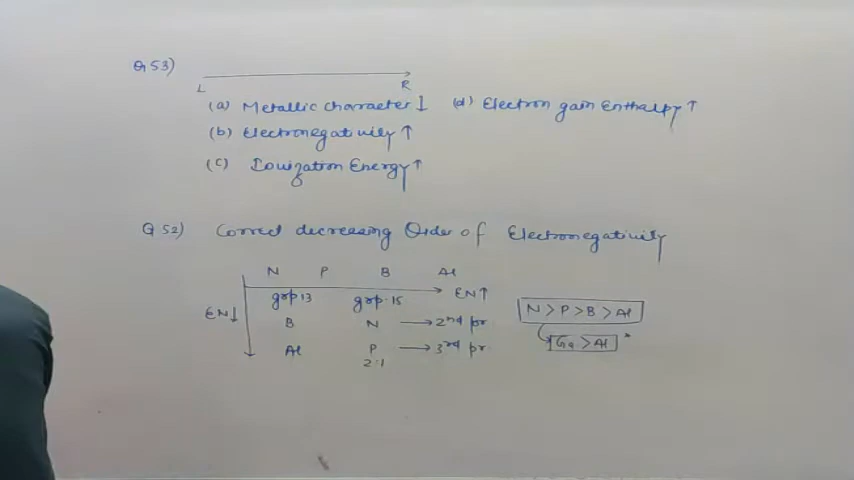 Q 53)
L R
(a) Metallic character ↓ (d) Electron gain Enthalpy ↑
(b) Electronegativity ↑
(c) Ionization Energy ↑
Q 52) Correct decreasing Order of Electronegativity
N P B Al
EN↑
grp 13 grp. 15
EN↓
B N → 2nd pr
Al P → 3rd pr
2.1
N > P > B > Al
Ga > Al